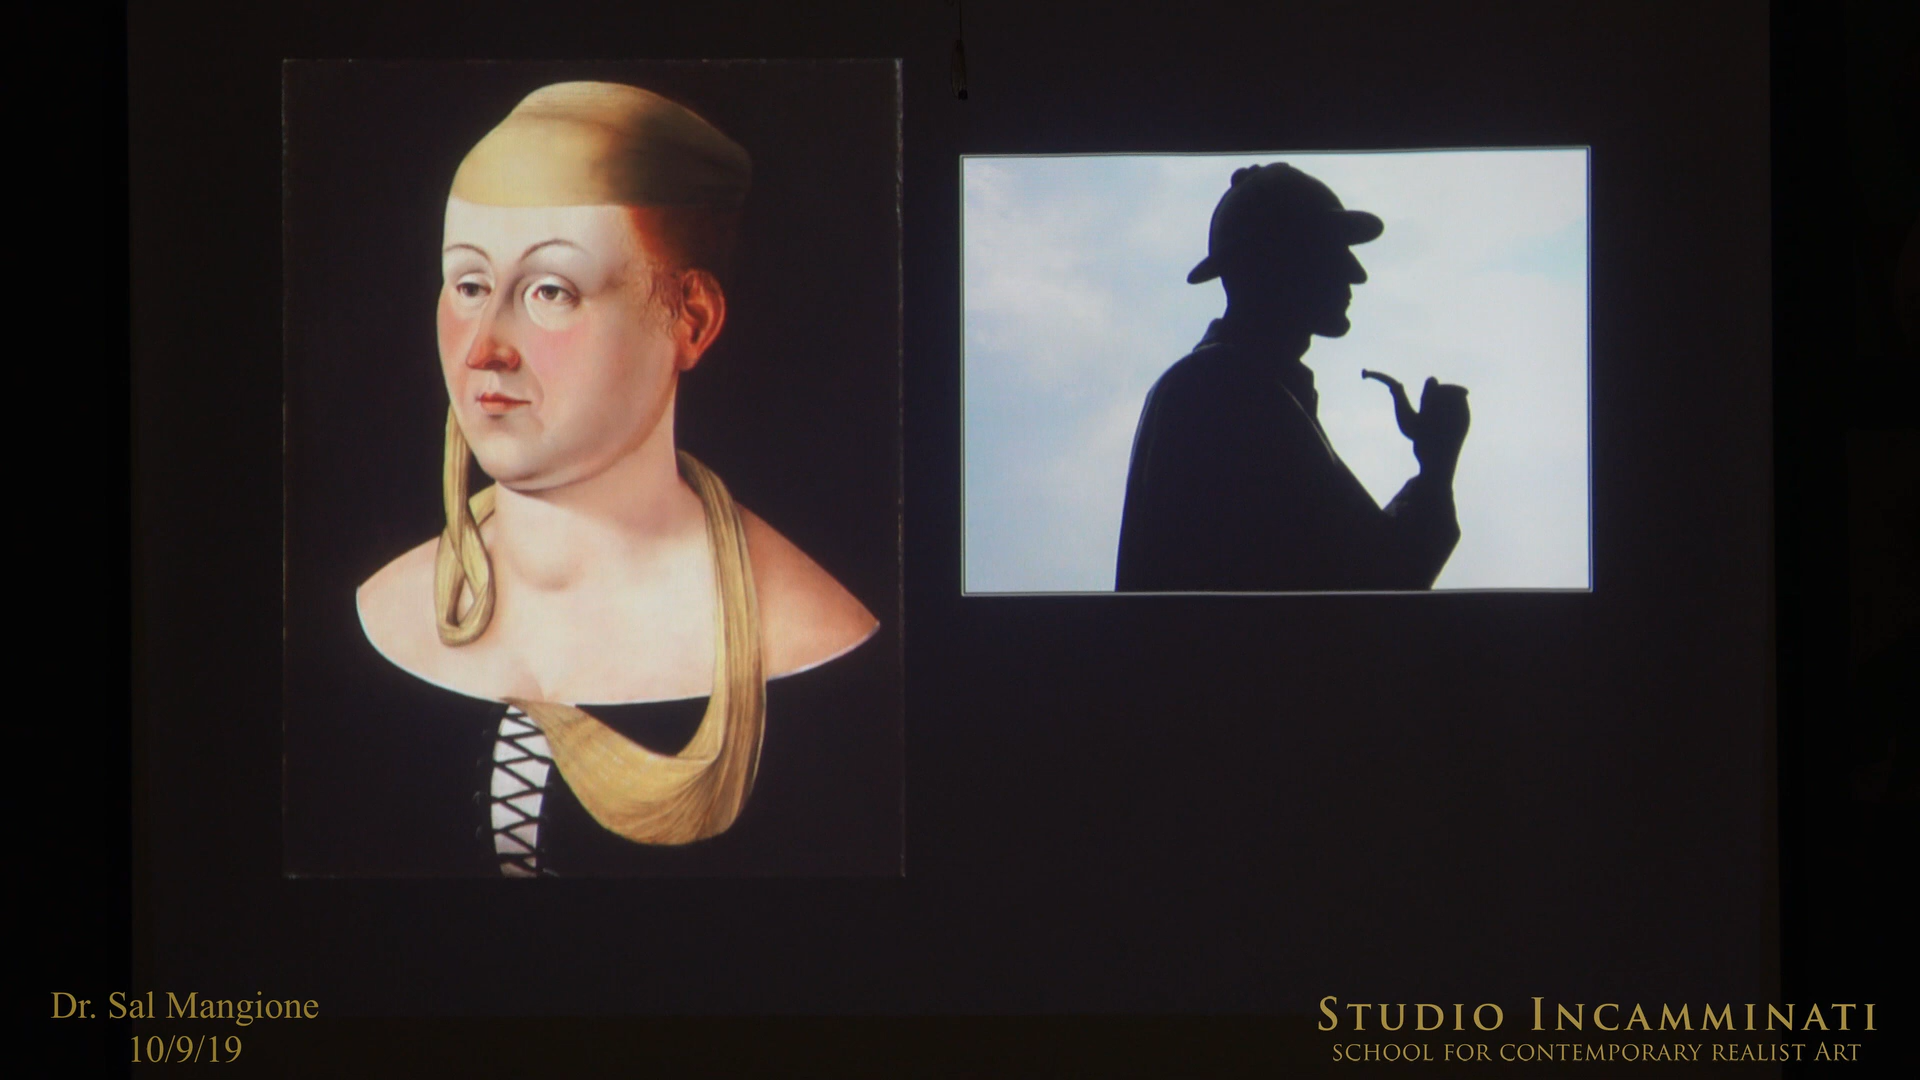 Dr. Sal Mangione
10/9/19
STUDIO INCAMMINATI
SCHOOL FOR CONTEMPORARY REALIST ART